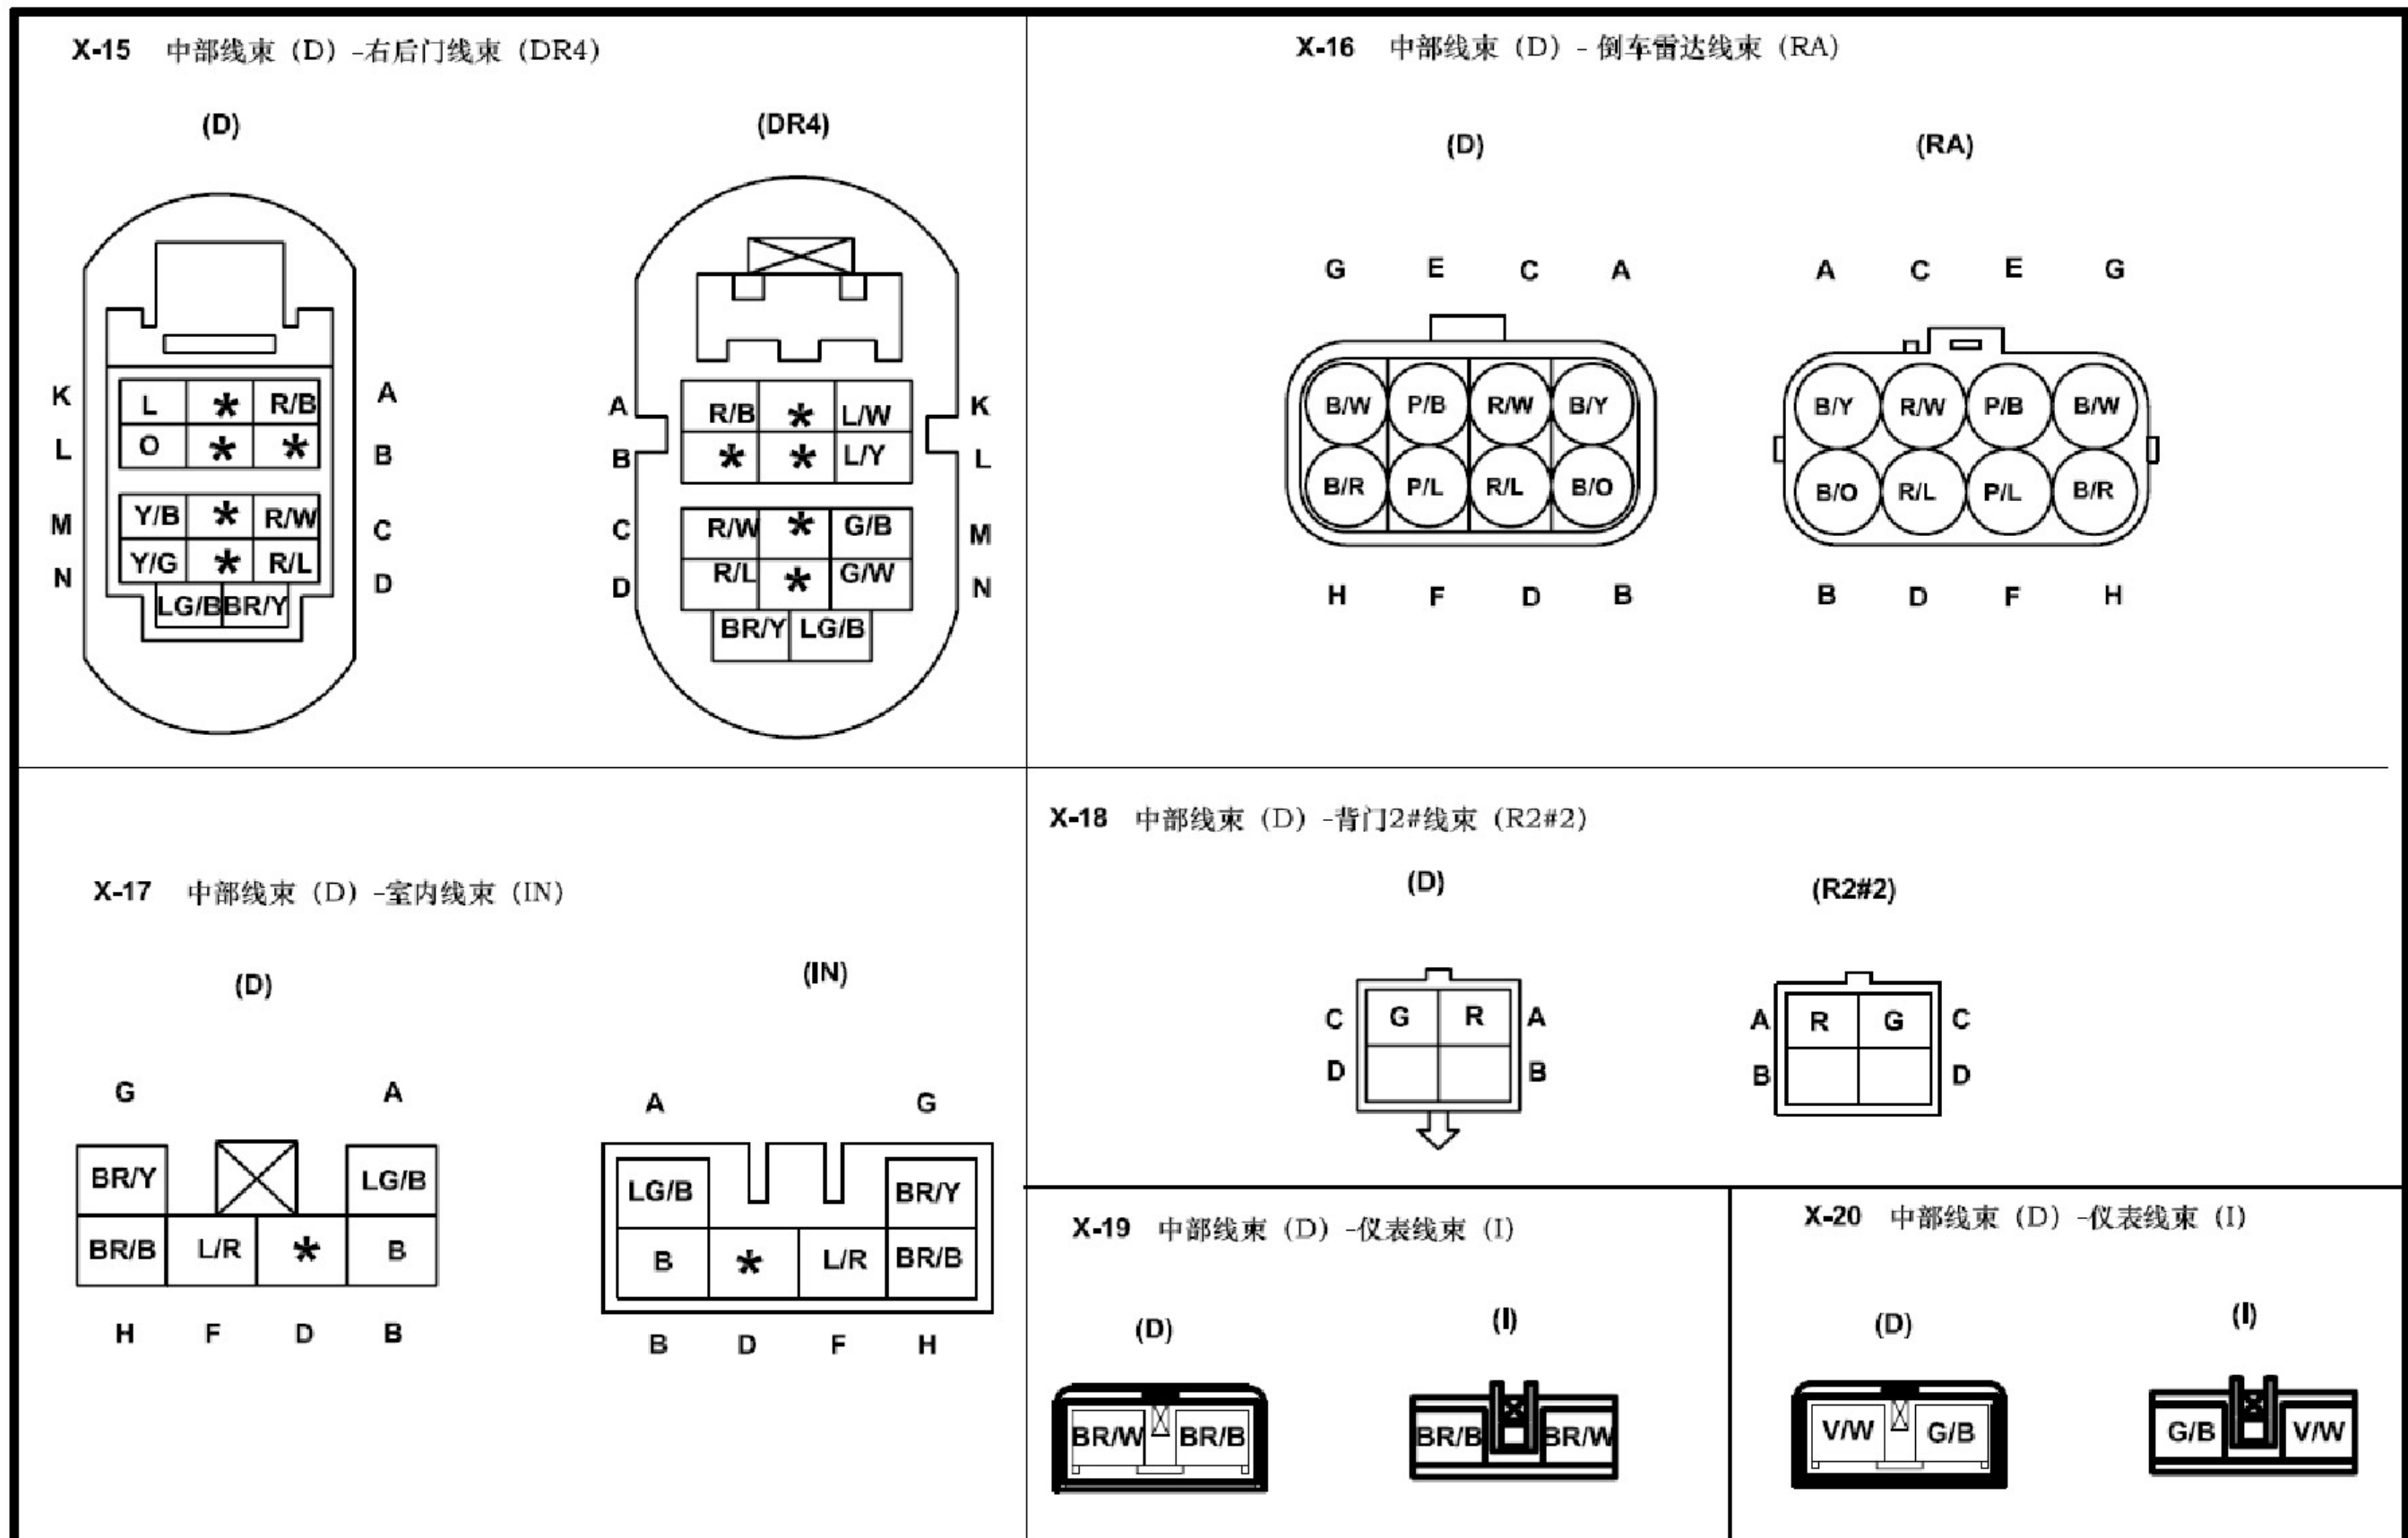 X-15 中部线束（D）-右后门线束（DR4）
(D) (DR4)
K L * R/B A
L O * * B
M Y/B * R/W C
N Y/G * R/L D
LG/B BR/Y
A R/B * L/W K
B * * L/Y L
C R/W * G/B M
D R/L * G/W N
BR/Y LG/B
X-16 中部线束（D）- 倒车雷达线束（RA）
(D) (RA)
G E C A
B/W P/B R/W B/Y
B/R P/L R/L B/O
H F D B
A C E G
B/Y R/W P/B B/W
B/O R/L P/L B/R
B D F H
X-17 中部线束（D）-室内线束（IN）
(D) (IN)
G A
BR/Y LG/B
BR/B L/R * B
H F D B
A G
LG/B BR/Y
B * L/R BR/B
B D F H
X-18 中部线束（D）-背门2#线束（R2#2）
(D) (R2#2)
C G R A
D B
A R G C
B D
X-19 中部线束（D）-仪表线束（I）
(D) (I)
BR/W BR/B
BR/B BR/W
X-20 中部线束（D）-仪表线束（I）
(D) (I)
V/W G/B
G/B V/W